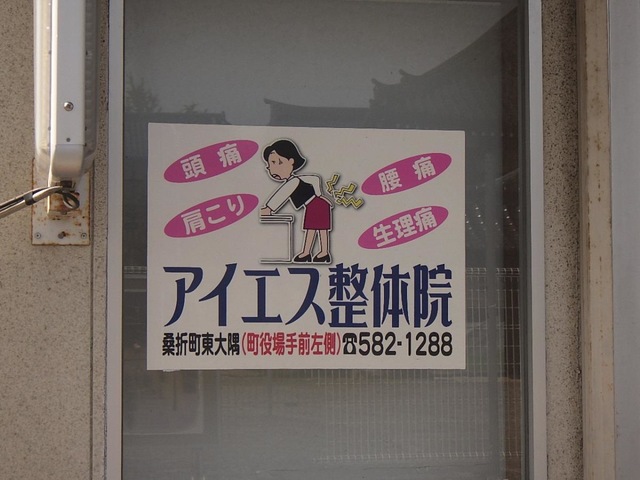 頭痛
腰痛
肩こり
生理痛
アイエス整体院
桑折町東大隅(町役場手前左側)☎582-1288